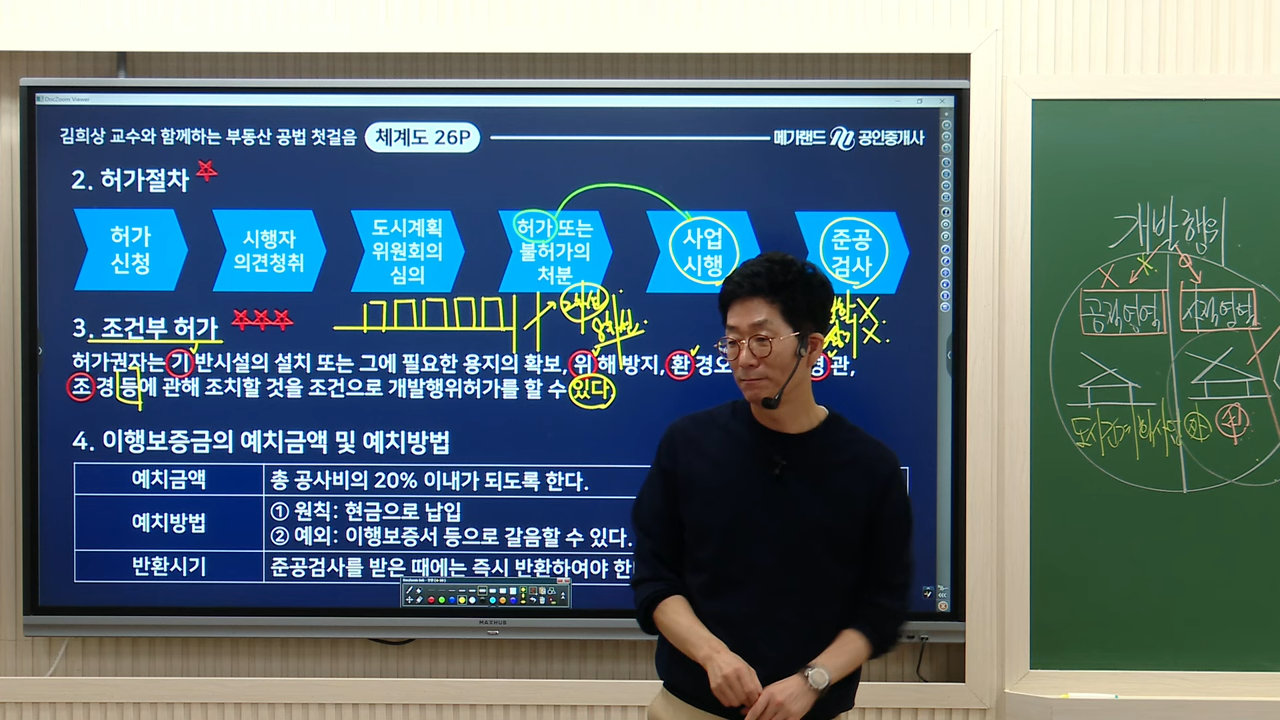 DocZoom Viewer
김희상 교수와 함께하는 부동산 공법 첫걸음 체계도 26P 메가랜드 공인중개사
2. 허가절차
허가 신청
시행자 의견청취
도시계획 위원회의 심의
허가 또는 불허가의 처분
사업 시행
준공 검사
3. 조건부 허가
허가권자는 기반시설의 설치 또는 그에 필요한 용지의 확보, 위해 방지, 환경오 관,
조경 등에 관해 조치할 것을 조건으로 개발행위허가를 할 수 있다
4. 이행보증금의 예치금액 및 예치방법
예치금액 총 공사비의 20% 이내가 되도록 한다.
예치방법 ① 원칙: 현금으로 납입
② 예외: 이행보증서 등으로 갈음할 수 있다.
반환시기 준공검사를 받은 때에는 즉시 반환하여야 한
MAXHUB
개발행위
공적영역 사적영역